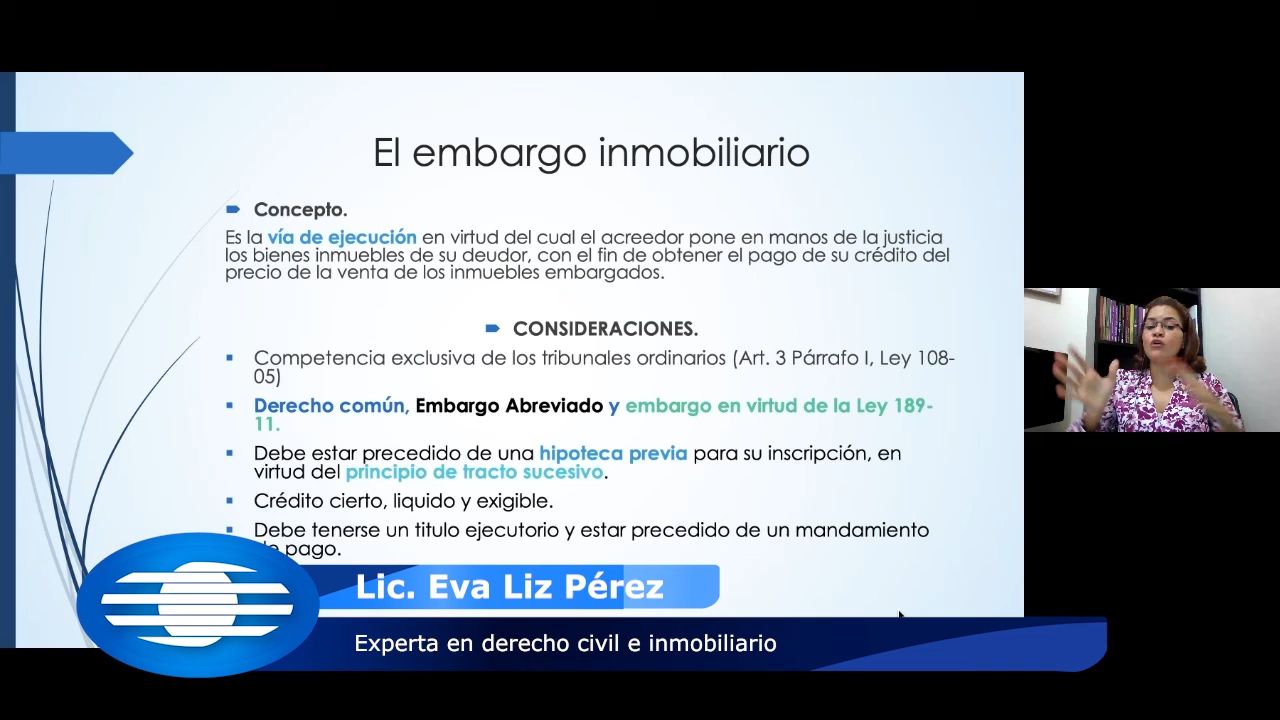 El embargo inmobiliario
Concepto.
Es la vía de ejecución en virtud del cual el acreedor pone en manos de la justicia
los bienes inmuebles de su deudor, con el fin de obtener el pago de su crédito del
precio de la venta de los inmuebles embargados.
CONSIDERACIONES.
Competencia exclusiva de los tribunales ordinarios (Art. 3 Párrafo I, Ley 108-
05)
Derecho común, Embargo Abreviado y embargo en virtud de la Ley 189-
11.
Debe estar precedido de una hipoteca previa para su inscripción, en
virtud del principio de tracto sucesivo.
Crédito cierto, liquido y exigible.
Debe tenerse un titulo ejecutorio y estar precedido de un mandamiento
de pago.
Lic. Eva Liz Pérez
Experta en derecho civil e inmobiliario